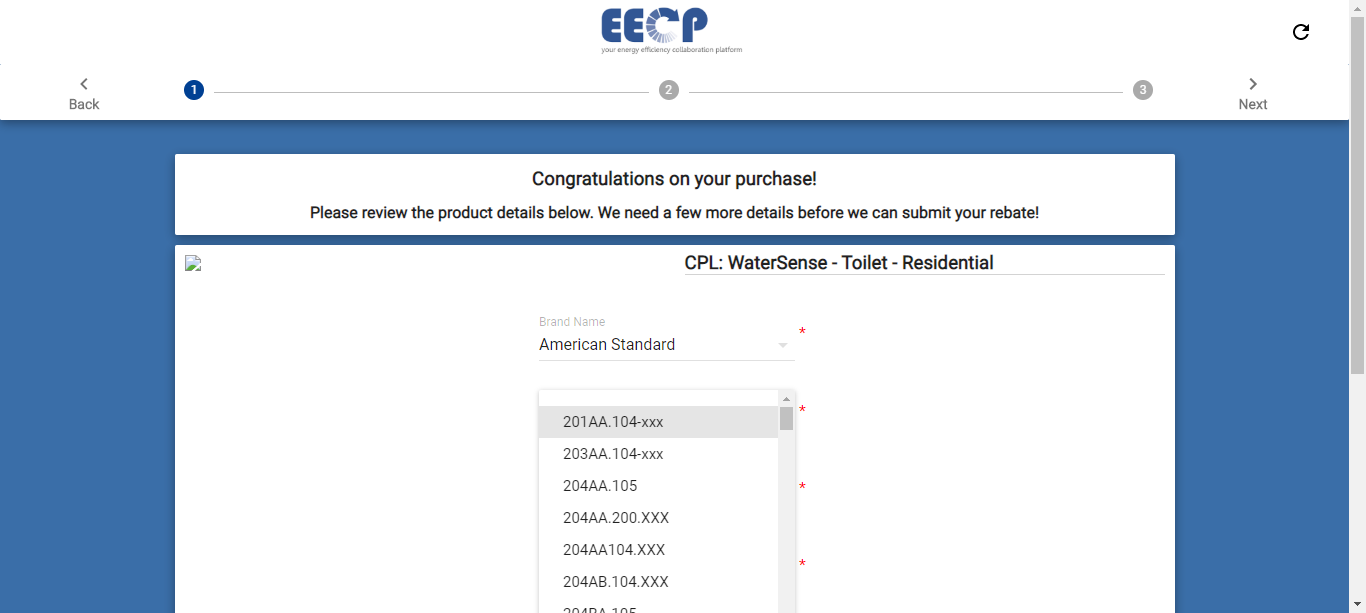 EECP
your energy efficiency collaboration platform
Back
1
2
3
Next
Congratulations on your purchase!
Please review the product details below. We need a few more details before we can submit your rebate!
CPL: WaterSense - Toilet - Residential
Brand Name
American Standard
*
*
201AA.104-xxx
203AA.104-xxx
204AA.105
*
204AA.200.XXX
204AA104.XXX
*
204AB.104.XXX
204BA.105